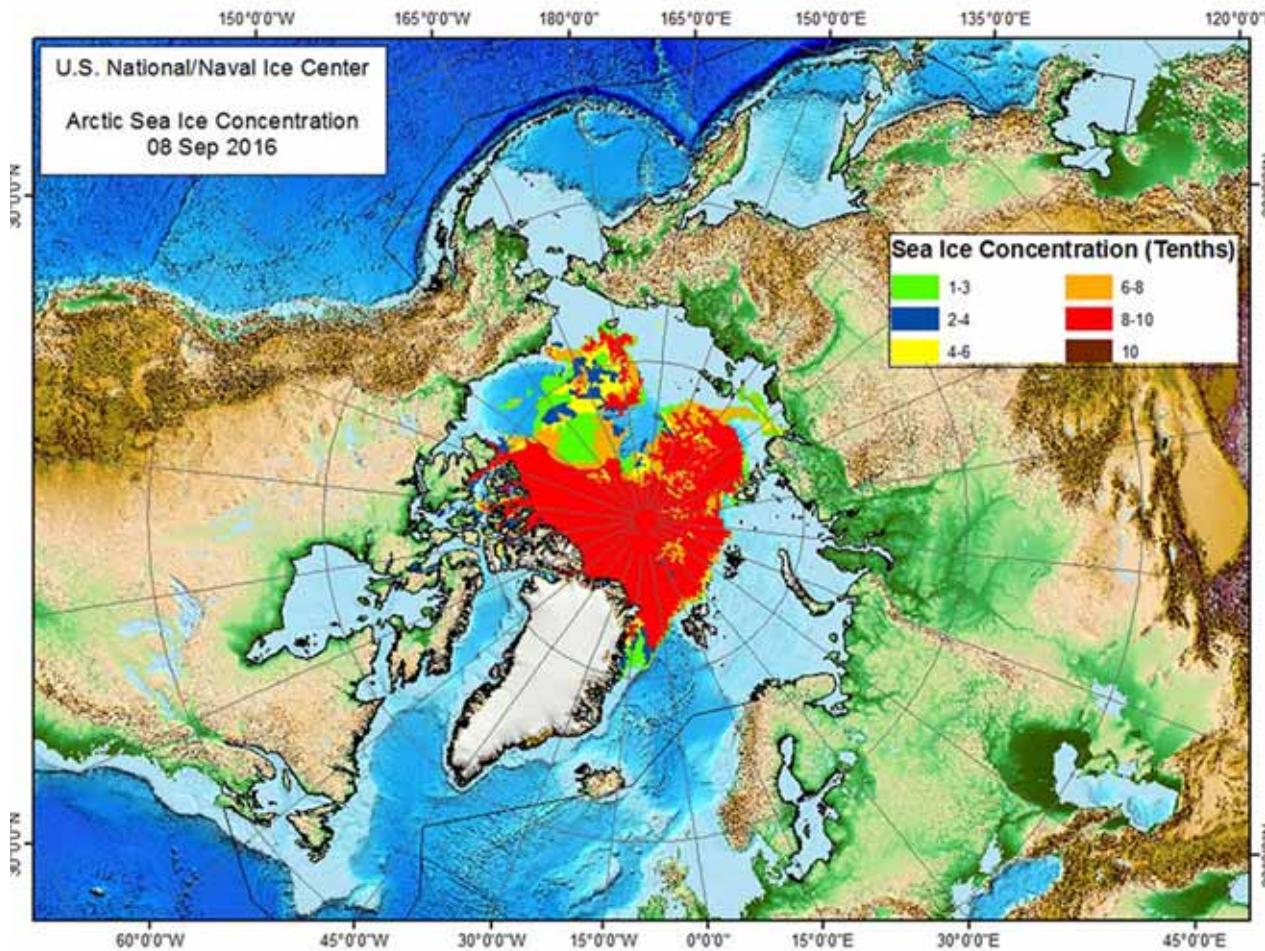 150°0'0"W 165°0'0"W 180°0'0" 165°0'0"E 150°0'0"E 135°0'0"E 120°0'0"E
U.S. National/Naval Ice Center
Arctic Sea Ice Concentration
08 Sep 2016
30°0'0"N
Sea Ice Concentration (Tenths)
1-3 6-8
2-4 8-10
4-6 10
30°0'0"N
60°0'0"W 45°0'0"W 30°0'0"W 15°0'0"W 0°0'0"E 15°0'0"E 30°0'0"E 45°0'0"E